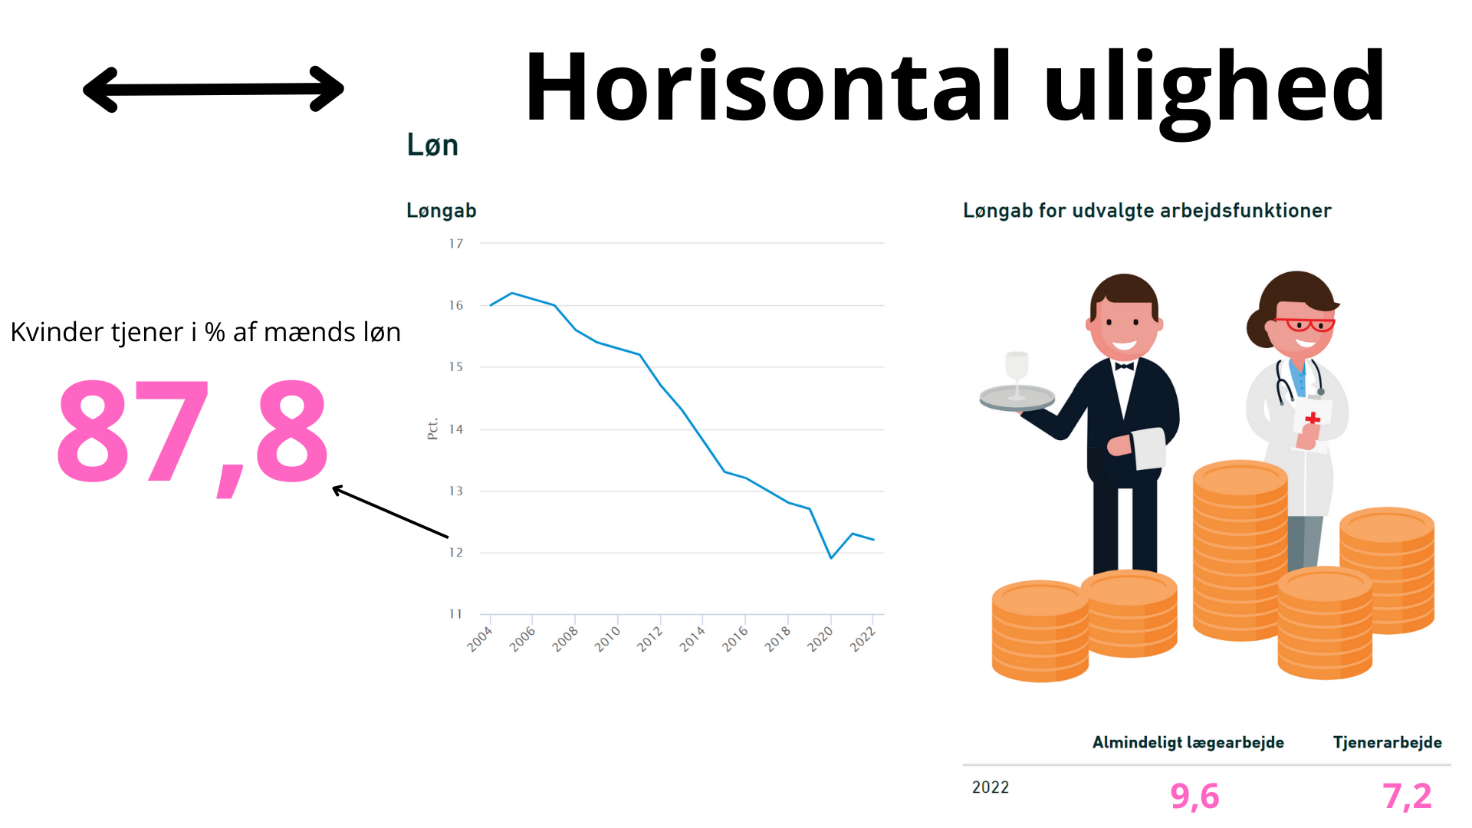 Horisontal ulighed
Løn
Løngab
Løngab for udvalgte arbejdsfunktioner
Kvinder tjener i % af mænds løn
87,8
Pct.
17
16
15
14
13
12
11
2004
2006
2008
2010
2012
2014
2016
2018
2020
2022
Almindeligt lægearbejde Tjenerarbejde
2022 9,6 7,2